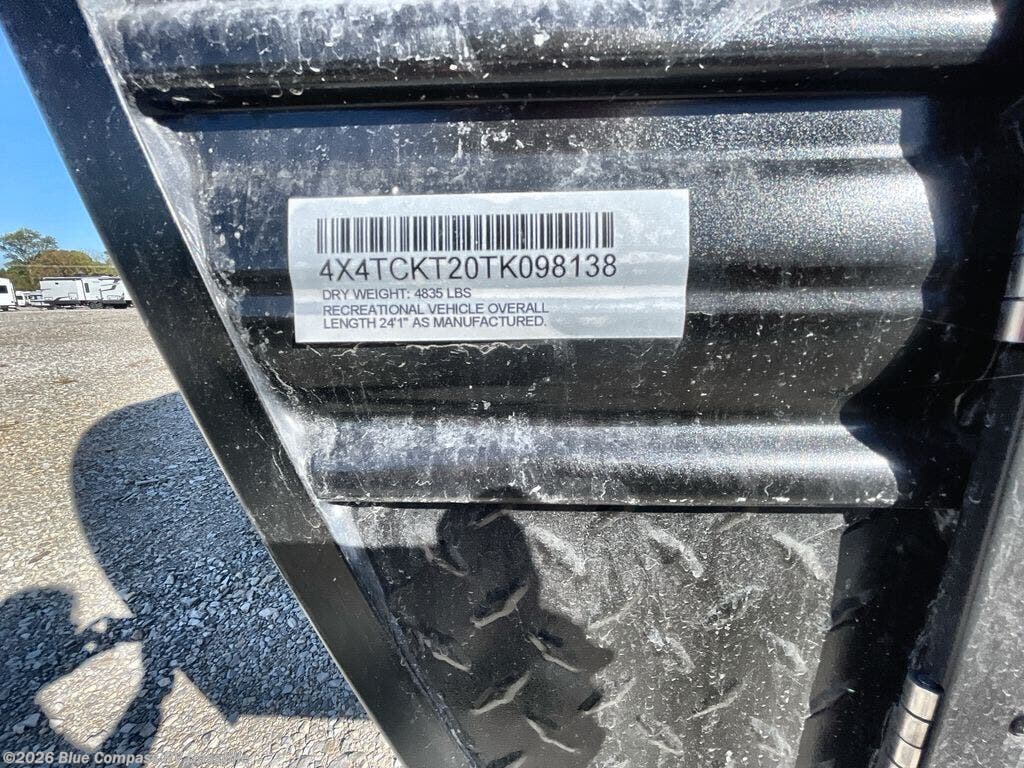 4X4TCKT20TK098138
DRY WEIGHT: 4835 LBS
RECREATIONAL VEHICLE OVERALL
LENGTH 24'1" AS MANUFACTURED.
©2026 Blue Compass